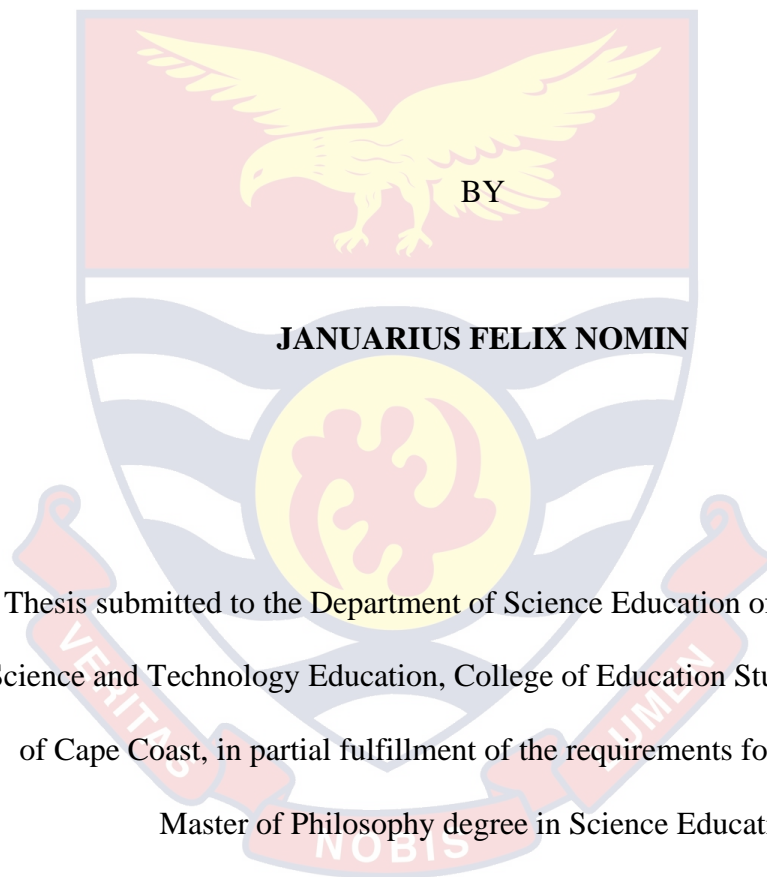 BY
JANUARIUS FELIX NOMIN
Thesis submitted to the Department of Science Education of
Science and Technology Education, College of Education Stu
of Cape Coast, in partial fulfillment of the requirements fo
Master of Philosophy degree in Science Educati
VERITAS
NOBIS
LUMEN